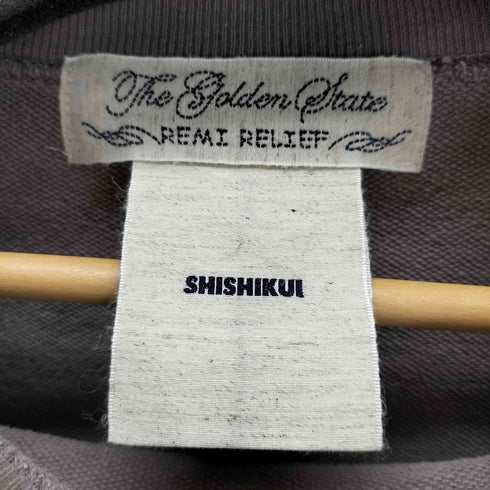 The Golden State
REMI RELIEF
SHISHIKUI